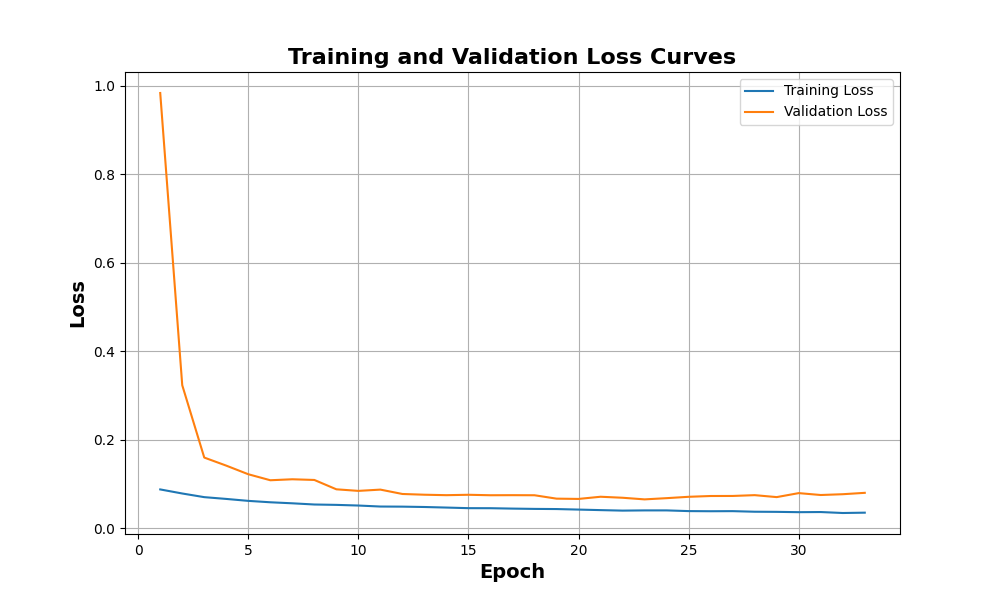 Training and Validation Loss Curves
Training Loss
Validation Loss
1.0
0.8
0.6
0.4
0.2
0.0
Loss
0 5 10 15 20 25 30
Epoch